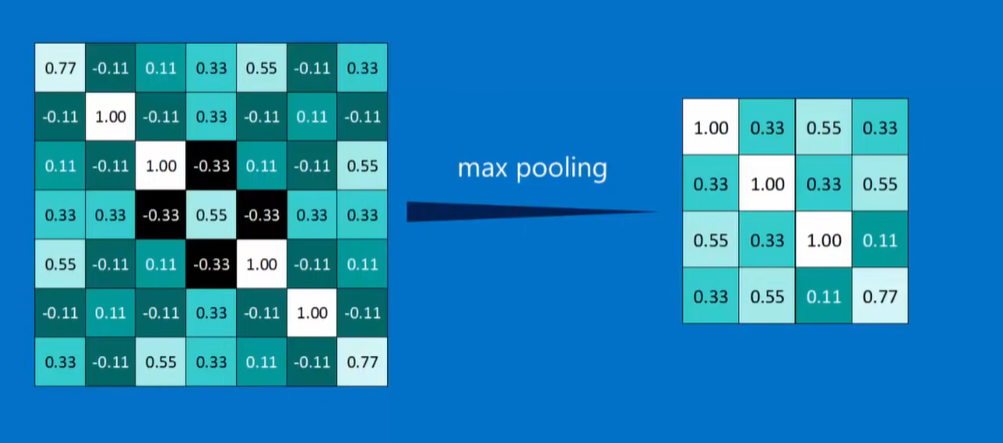 0.77 -0.11 0.11 0.33 0.55 -0.11 0.33
-0.11 1.00 -0.11 0.33 -0.11 0.11 -0.11
0.11 -0.11 1.00 -0.33 0.11 -0.11 0.55
0.33 0.33 -0.33 0.55 -0.33 0.33 0.33
0.55 -0.11 0.11 -0.33 1.00 -0.11 0.11
-0.11 0.11 -0.11 0.33 -0.11 1.00 -0.11
0.33 -0.11 0.55 0.33 0.11 -0.11 0.77
max pooling
1.00 0.33 0.55 0.33
0.33 1.00 0.33 0.55
0.55 0.33 1.00 0.11
0.33 0.55 0.11 0.77